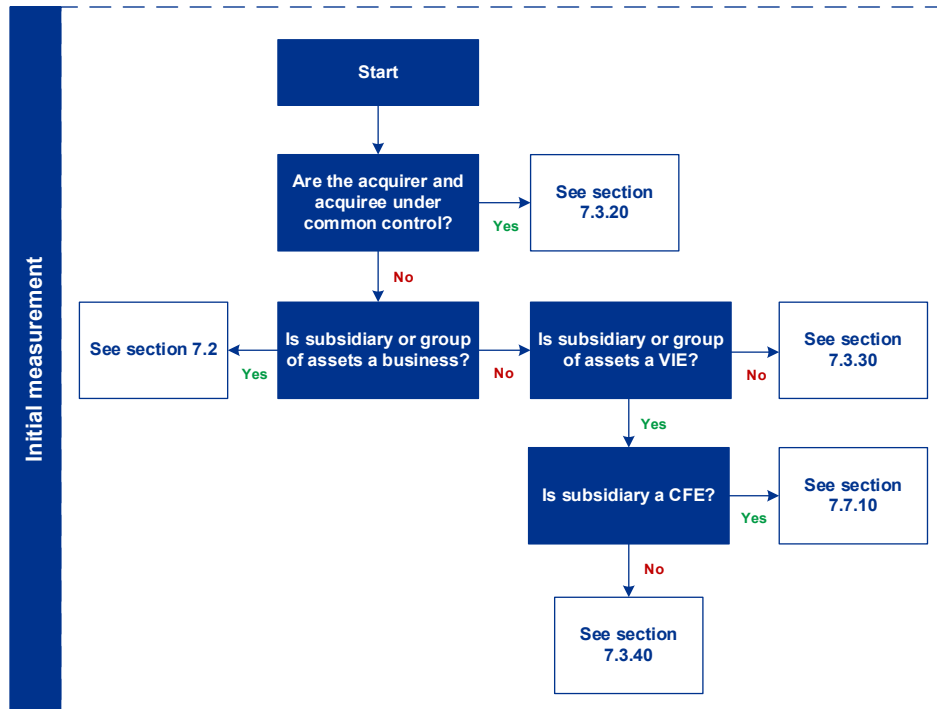 Initial measurement
Start
Are the acquirer and
acquiree under
common control?
Yes
See section
7.3.20
No
See section 7.2
Yes
Is subsidiary or group
of assets a business?
No
Is subsidiary or group
of assets a VIE?
No
See section
7.3.30
Yes
Is subsidiary a CFE?
Yes
See section
7.7.10
No
See section
7.3.40